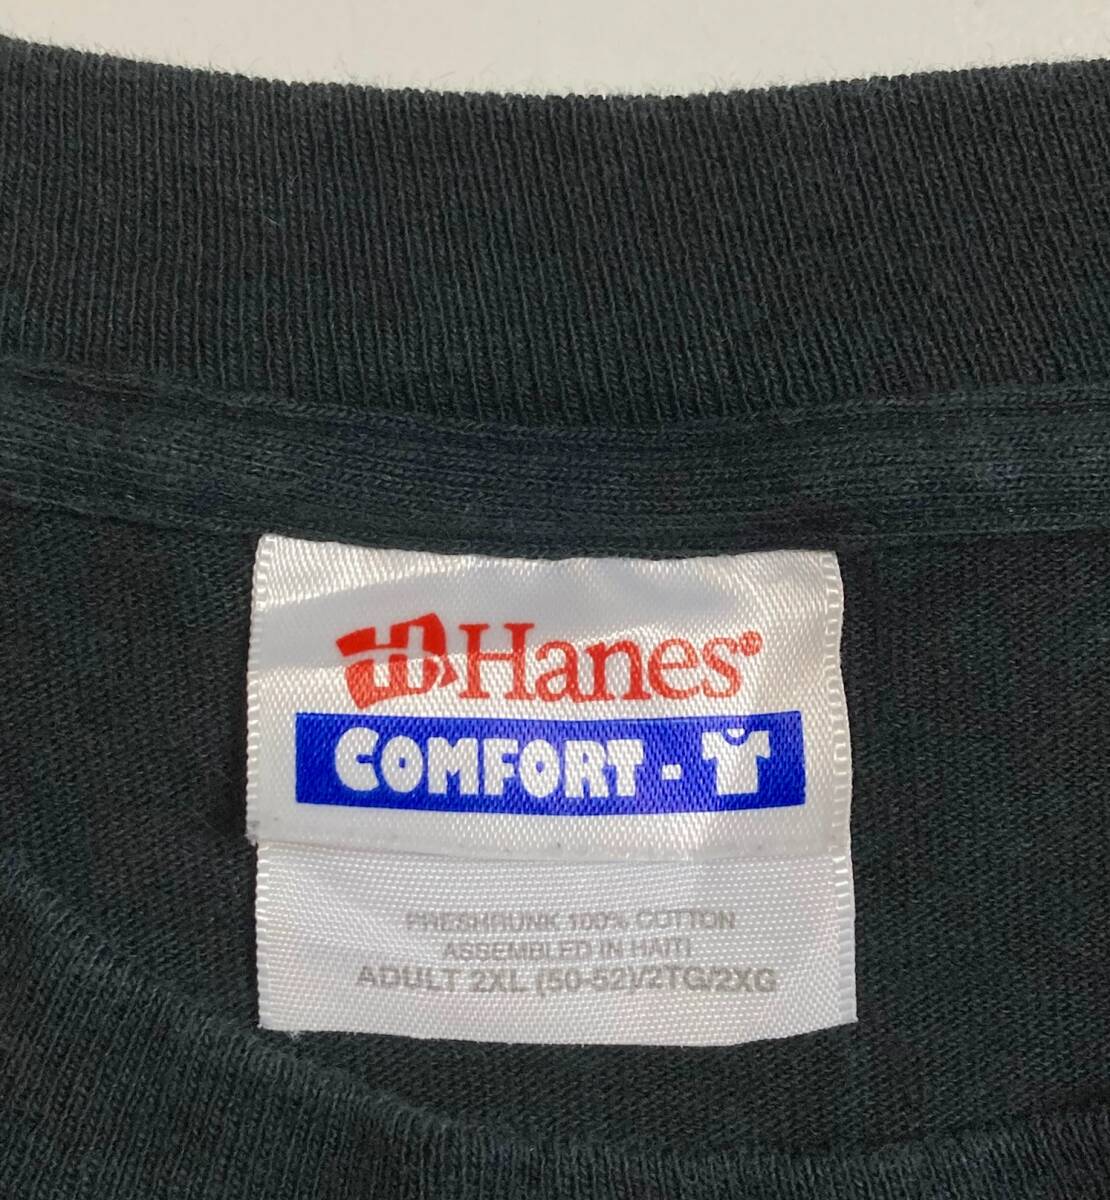 Hanes®
COMFORT-
PRESHRUNK 100% COTTON
ASSEMBLED IN HAITI
ADULT 2XL (50-52)/2TG/2XG